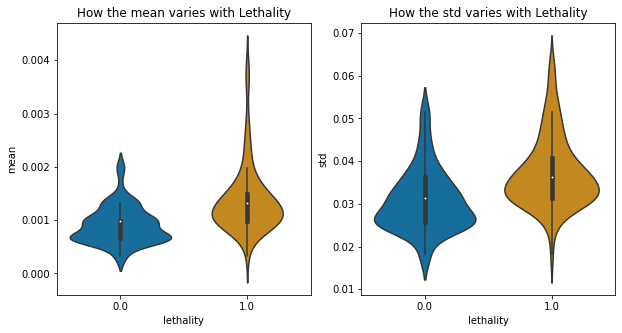 How the mean varies with Lethality
mean
0.004
0.003
0.002
0.001
0.000
0.0 1.0
lethality
How the std varies with Lethality
std
0.07
0.06
0.05
0.04
0.03
0.02
0.01
0.0 1.0
lethality